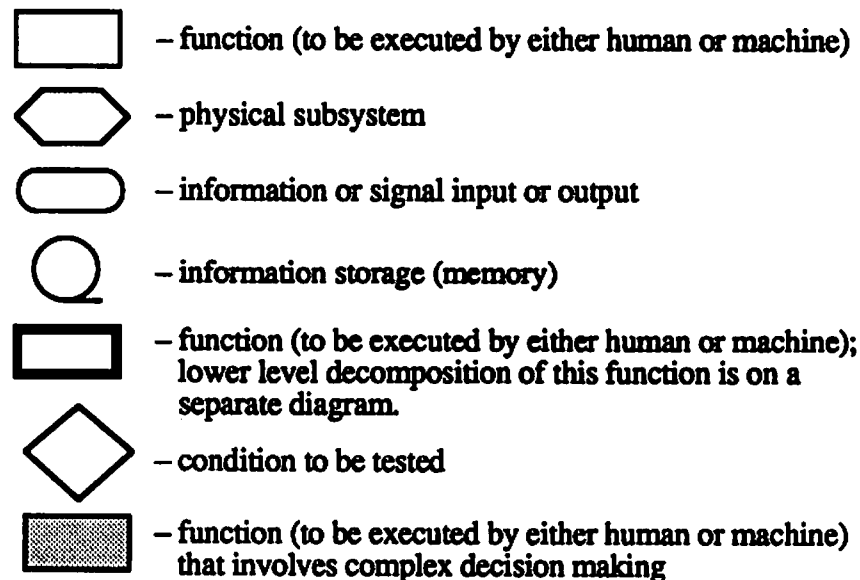 – function (to be executed by either human or machine)
– physical subsystem
– information or signal input or output
– information storage (memory)
– function (to be executed by either human or machine);
lower level decomposition of this function is on a
separate diagram.
– condition to be tested
– function (to be executed by either human or machine)
that involves complex decision making